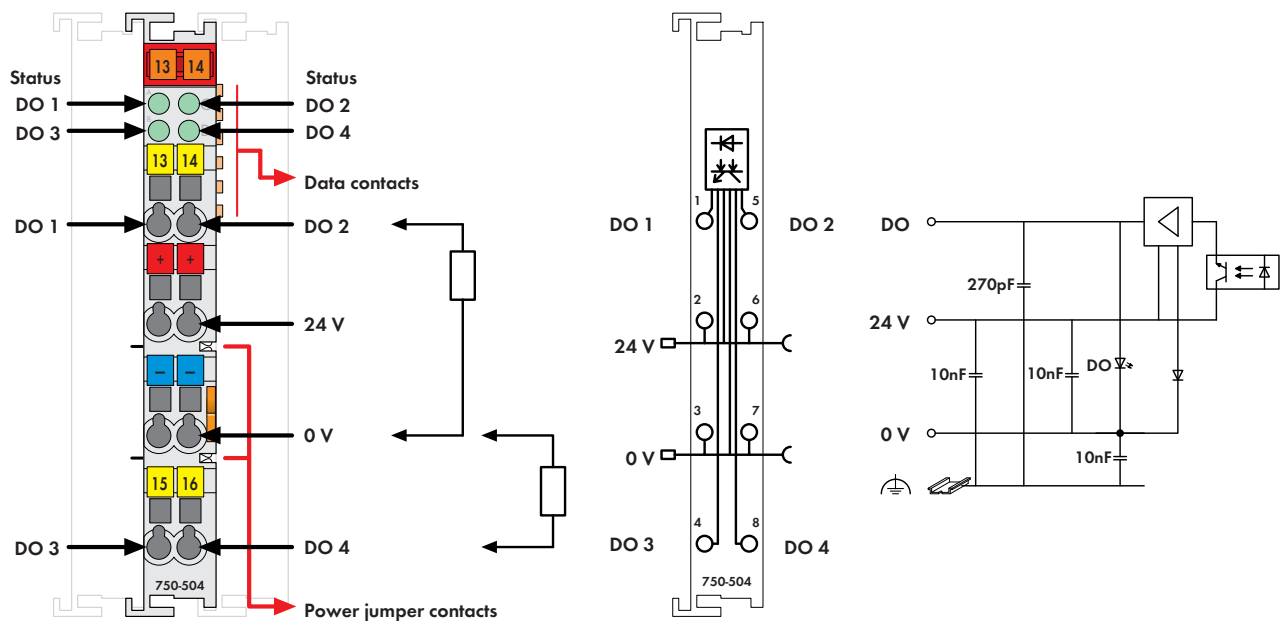 13 14
Status
Status
DO 1
DO 2
DO 3
DO 4
13 14
Data contacts
DO 1
DO 2
+ +
24 V
– –
0 V
15 16
DO 3
DO 4
750-504
Power jumper contacts
1
5
DO 1
DO 2
2
6
24 V
3
7
0 V
4
8
DO 3
DO 4
750-504
DO
270pF
24 V
10nF
10nF
DO
0 V
10nF